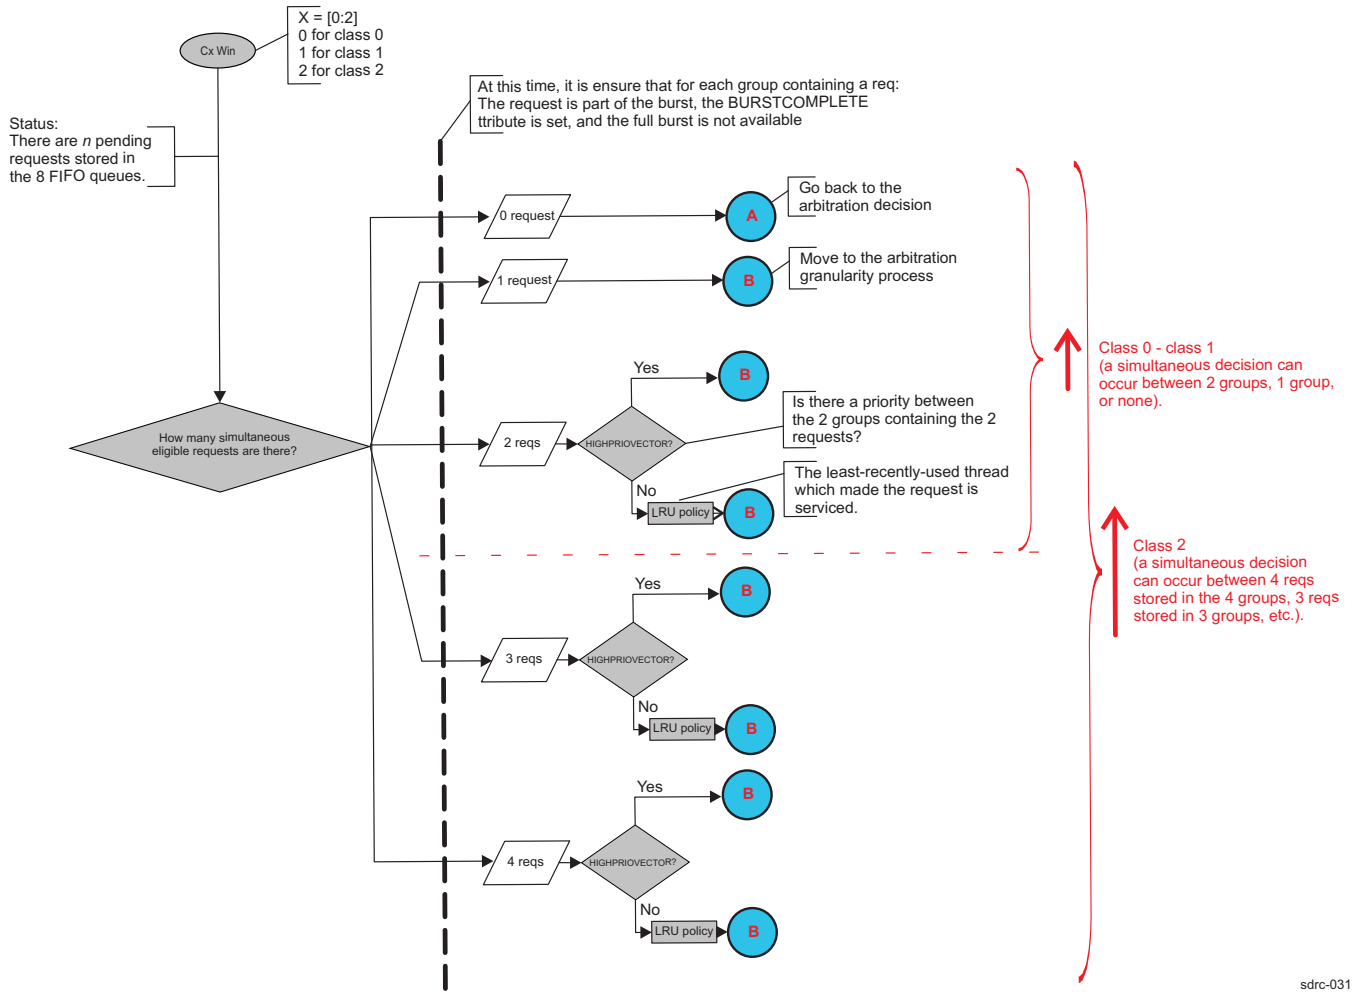 X = [0:2]
0 for class 0
1 for class 1
2 for class 2
Cx Win
At this time, it is ensure that for each group containing a req:
The request is part of the burst, the BURSTCOMPLETE
ttribute is set, and the full burst is not available
Status:
There are n pending
requests stored in
the 8 FIFO queues.
0 request
A
Go back to the
arbitration decision
1 request
B
Move to the arbitration
granularity process
Class 0 - class 1
(a simultaneous decision can
occur between 2 groups, 1 group,
or none).
Yes
B
Is there a priority between
the 2 groups containing the 2
requests?
How many simultaneous
eligible requests are there?
2 reqs
HIGHPRIOVECTOR?
No
LRU policy
B
The least-recently-used thread
which made the request is
serviced.
Class 2
(a simultaneous decision
can occur between 4 reqs
stored in the 4 groups, 3 reqs
stored in 3 groups, etc.).
Yes
B
3 reqs
HIGHPRIOVECTOR?
No
LRU policy
B
Yes
B
4 reqs
HIGHPRIOVECTOR?
No
LRU policy
B
sdrc-031